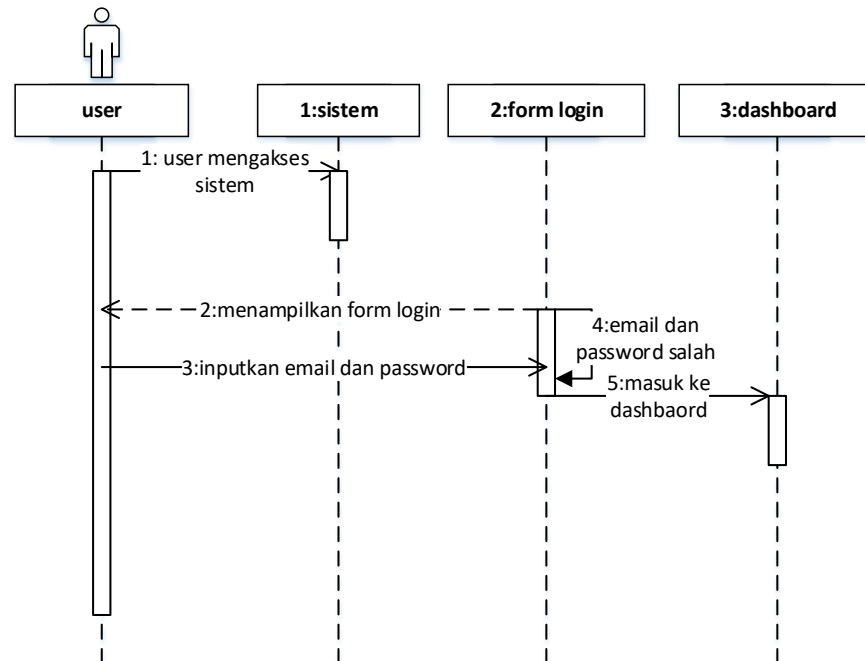 user
1:sistem
2:form login
3:dashboard
1: user mengakses
sistem
2:menampilkan form login
4:email dan
password salah
3:inputkan email dan password
5:masuk ke
dashbaord